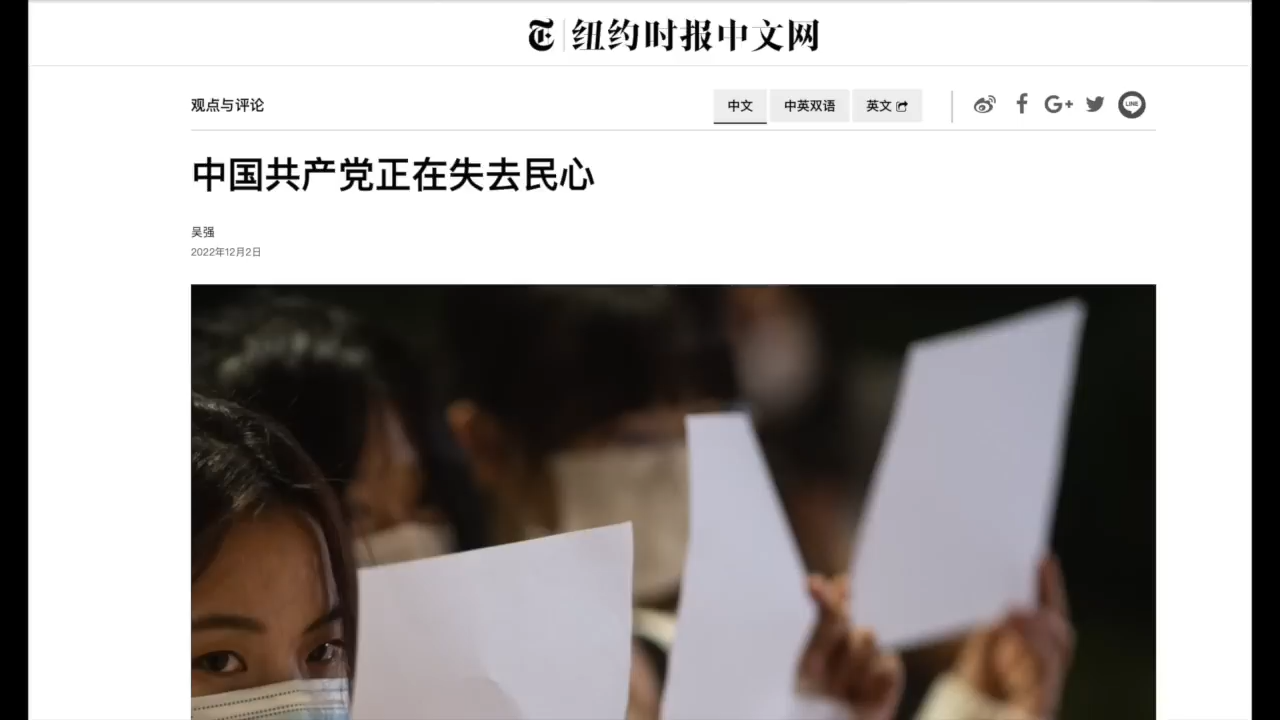 纽约时报中文网
观点与评论
中文 中英双语 英文
LINE
中国共产党正在失去民心
吴强
2022年12月2日